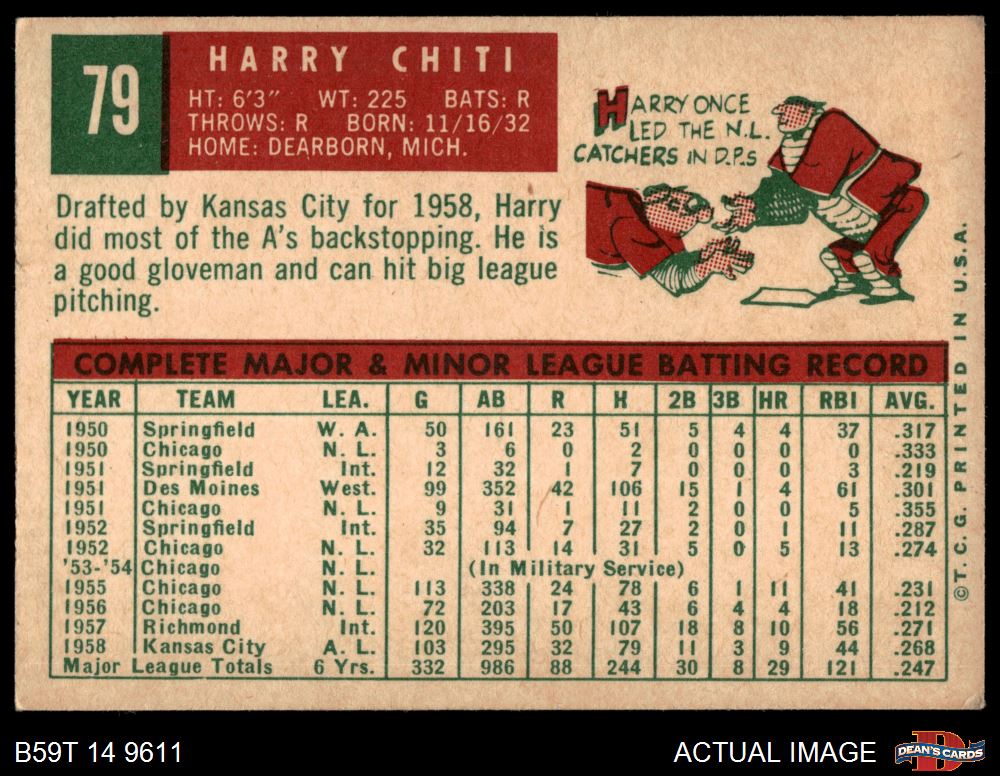 79
HARRY CHITI
HT: 6'3" WT: 225 BATS: R
THROWS: R BORN: 11/16/32
HOME: DEARBORN, MICH.
HARRY ONCE
LED THE N.L.
CATCHERS IN D.P.S
Drafted by Kansas City for 1958, Harry
did most of the A's backstopping. He is
a good gloveman and can hit big league
pitching.
COMPLETE MAJOR & MINOR LEAGUE BATTING RECORD
YEAR TEAM LEA. G AB R H 2B 3B HR RBI AVG.
1950 Springfield W. A. 50 161 23 51 5 4 4 37 .317
1950 Chicago N. L. 3 6 0 2 0 0 0 0 .333
1951 Springfield Int. 12 32 1 7 0 0 0 3 .219
1951 Des Moines West. 99 352 42 106 15 1 4 61 .301
1951 Chicago N. L. 9 31 1 11 2 0 0 5 .355
1952 Springfield Int. 35 94 7 27 2 0 1 11 .287
1952 Chicago N. L. 32 113 14 31 5 0 5 13 .274
'53-'54 Chicago N. L. (In Military Service)
1955 Chicago N. L. 113 338 24 78 6 1 11 41 .231
1956 Chicago N. L. 72 203 17 43 6 4 4 18 .212
1957 Richmond Int. 120 395 50 107 18 8 10 56 .271
1958 Kansas City A. L. 103 295 32 79 11 3 9 44 .268
Major League Totals 6 Yrs. 332 986 88 244 30 8 29 121 .247
©T. C. G. PRINTED IN U.S.A.
B59T 14 9611
ACTUAL IMAGE
DEAN'S CARDS